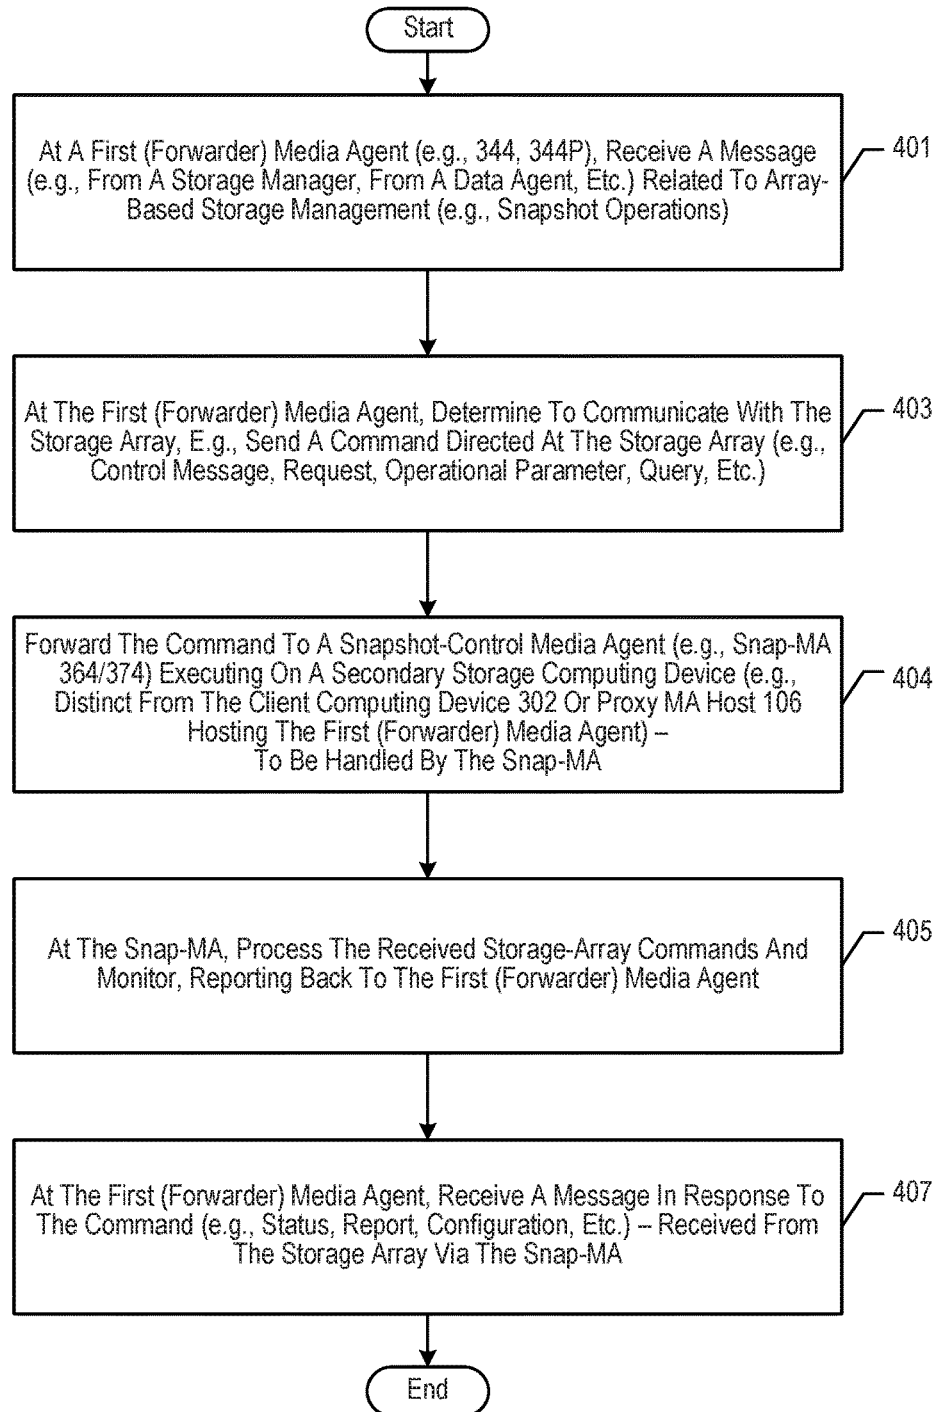 Start
At A First (Forwarder) Media Agent (e.g., 344, 344P), Receive A Message
(e.g., From A Storage Manager, From A Data Agent, Etc.) Related To Array-
Based Storage Management (e.g., Snapshot Operations)
401
At The First (Forwarder) Media Agent, Determine To Communicate With The
Storage Array, E.g., Send A Command Directed At The Storage Array (e.g.,
Control Message, Request, Operational Parameter, Query, Etc.)
403
Forward The Command To A Snapshot-Control Media Agent (e.g., Snap-MA
364/374) Executing On A Secondary Storage Computing Device (e.g.,
Distinct From The Client Computing Device 302 Or Proxy MA Host 106
Hosting The First (Forwarder) Media Agent) –
To Be Handled By The Snap-MA
404
At The Snap-MA, Process The Received Storage-Array Commands And
Monitor, Reporting Back To The First (Forwarder) Media Agent
405
At The First (Forwarder) Media Agent, Receive A Message In Response To
The Command (e.g., Status, Report, Configuration, Etc.) – Received From
The Storage Array Via The Snap-MA
407
End